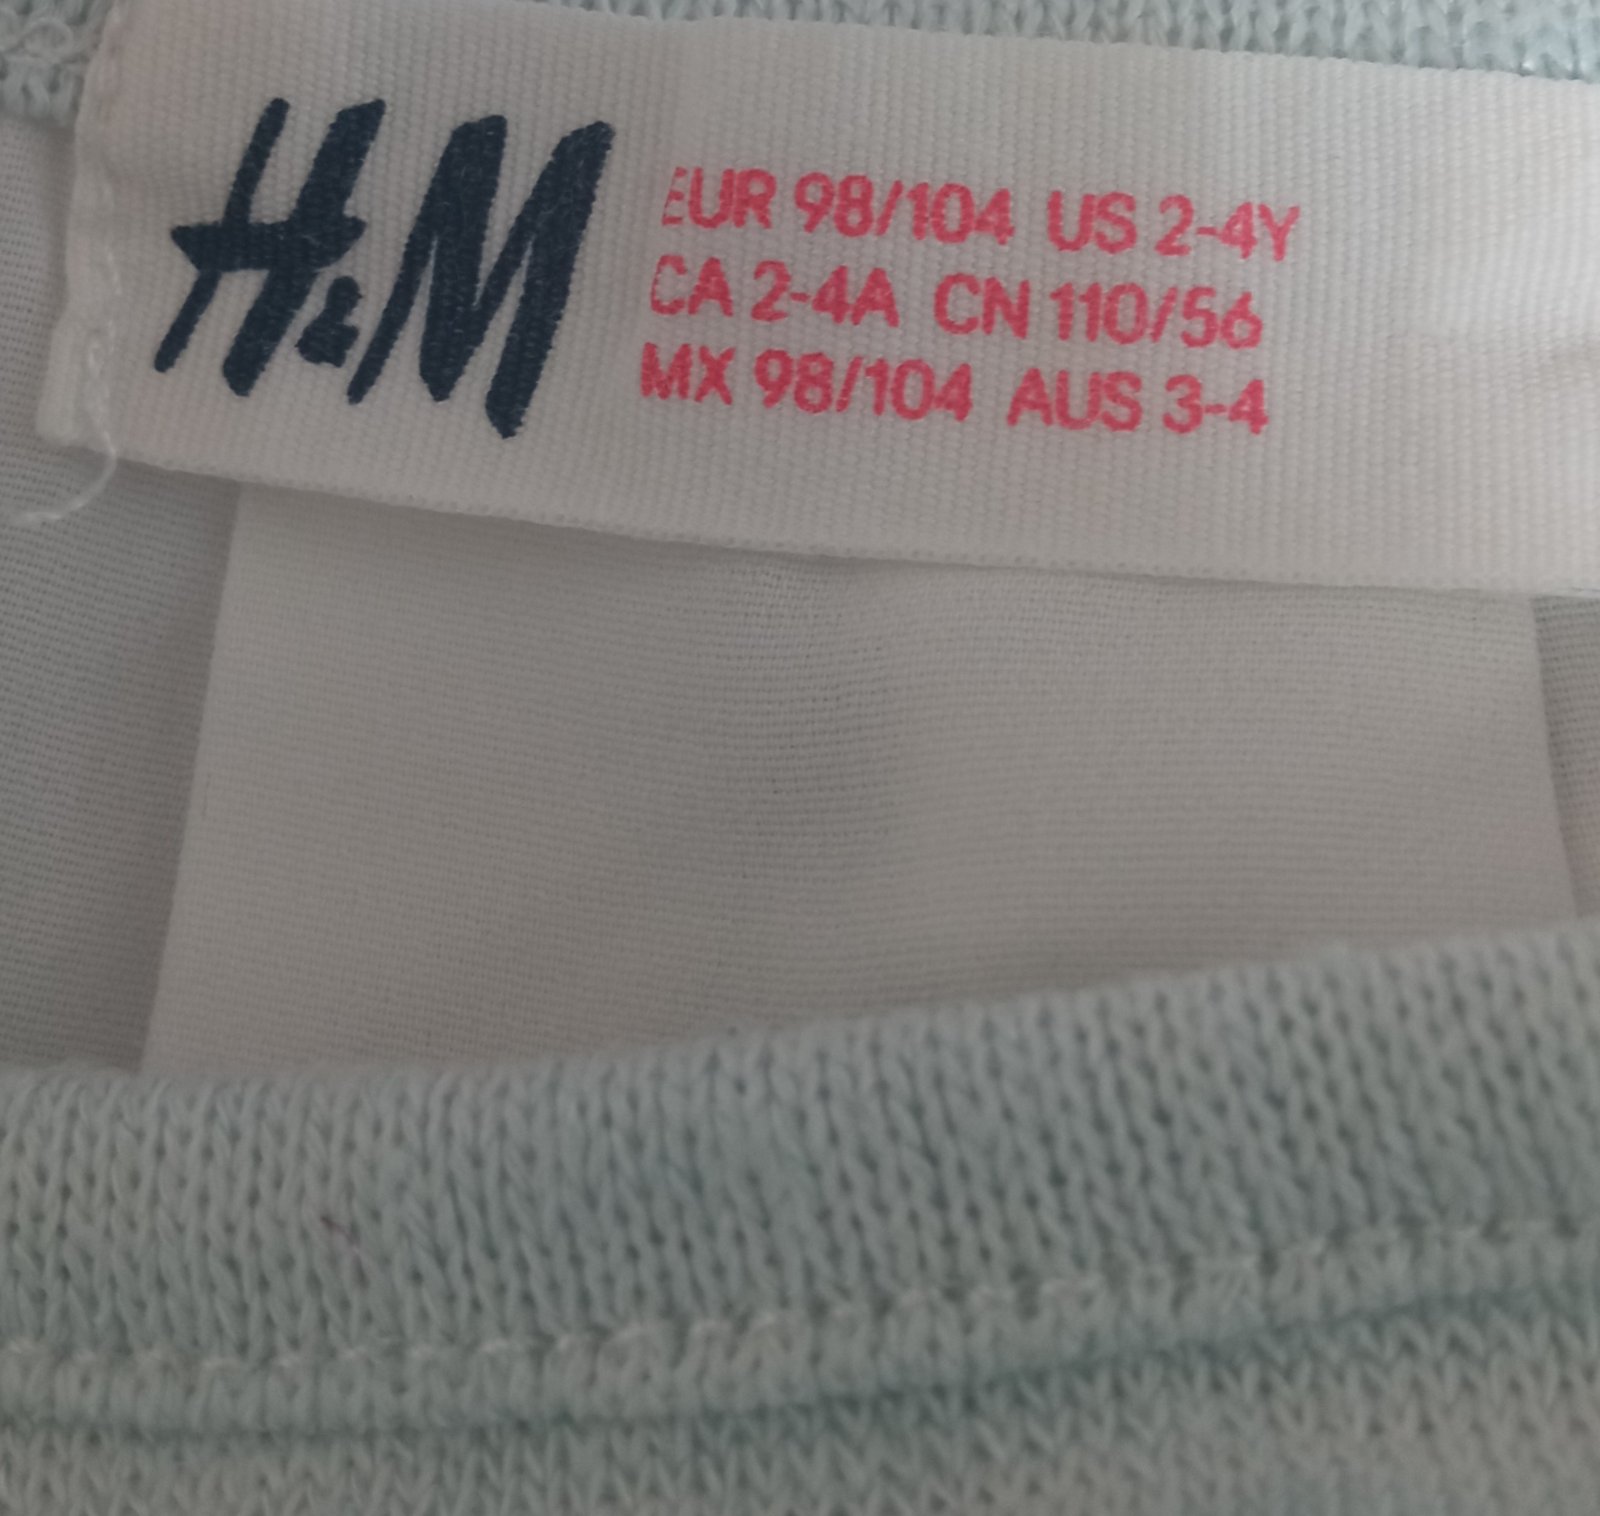 H&M
EUR 98/104 US 2-4Y
CA 2-4A CN 110/56
MX 98/104 AUS 3-4